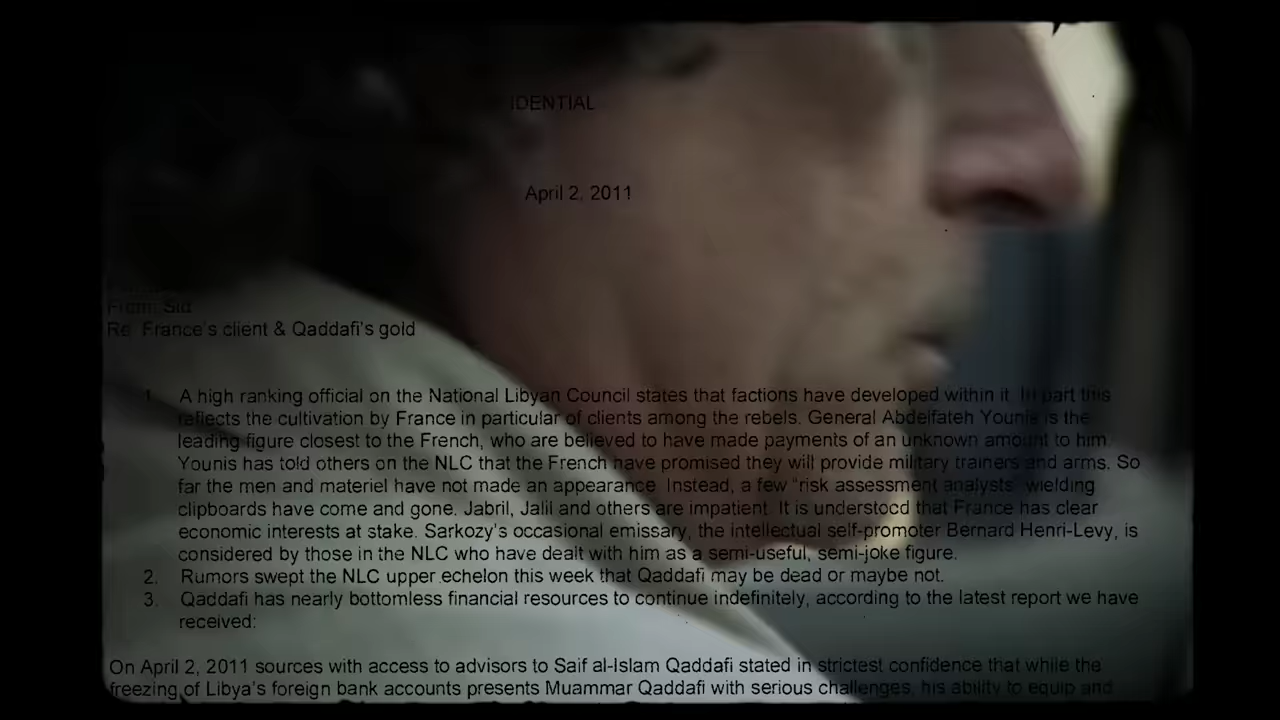 IDENTIAL
April 2, 2011
From: Sid
Re: France's client & Qaddafi's gold
1. A high ranking official on the National Libyan Council states that factions have developed within it. In part this
reflects the cultivation by France in particular of clients among the rebels. General Abdelfateh Younis is the
leading figure closest to the French, who are believed to have made payments of an unknown amount to him.
Younis has told others on the NLC that the French have promised they will provide military trainers and arms. So
far the men and materiel have not made an appearance. Instead, a few “risk assessment analysts” wielding
clipboards have come and gone. Jabril, Jalil and others are impatient. It is understood that France has clear
economic interests at stake. Sarkozy's occasional emissary, the intellectual self-promoter Bernard Henri-Levy, is
considered by those in the NLC who have dealt with him as a semi-useful, semi-joke figure.
2. Rumors swept the NLC upper echelon this week that Qaddafi may be dead or maybe not.
3. Qaddafi has nearly bottomless financial resources to continue indefinitely, according to the latest report we have
received:
On April 2, 2011 sources with access to advisors to Saif al-Islam Qaddafi stated in strictest confidence that while the
freezing of Libya's foreign bank accounts presents Muammar Qaddafi with serious challenges, his ability to equip and